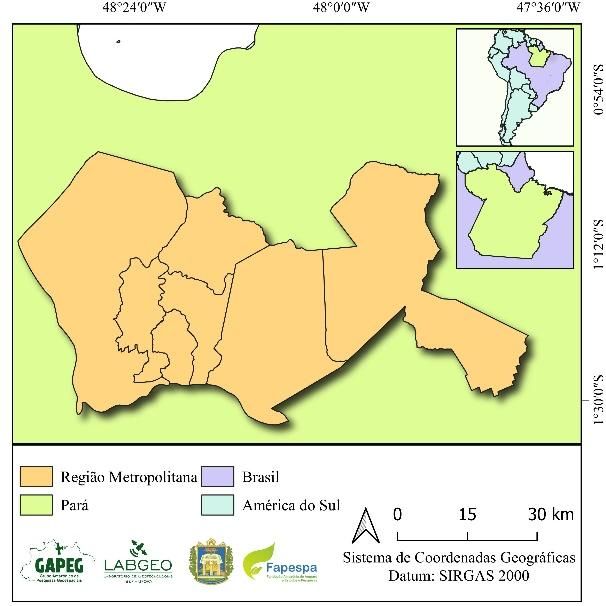 48°24'0"W 48°0'0"W 47°36'0"W
0°54'0"S
1°12'0"S
1°30'0"S
Região Metropolitana
Brasil
Pará
América do Sul
0 15 30 km
Sistema de Coordenadas Geográficas
Datum: SIRGAS 2000
GAPEG
LABGEO
Fapespa